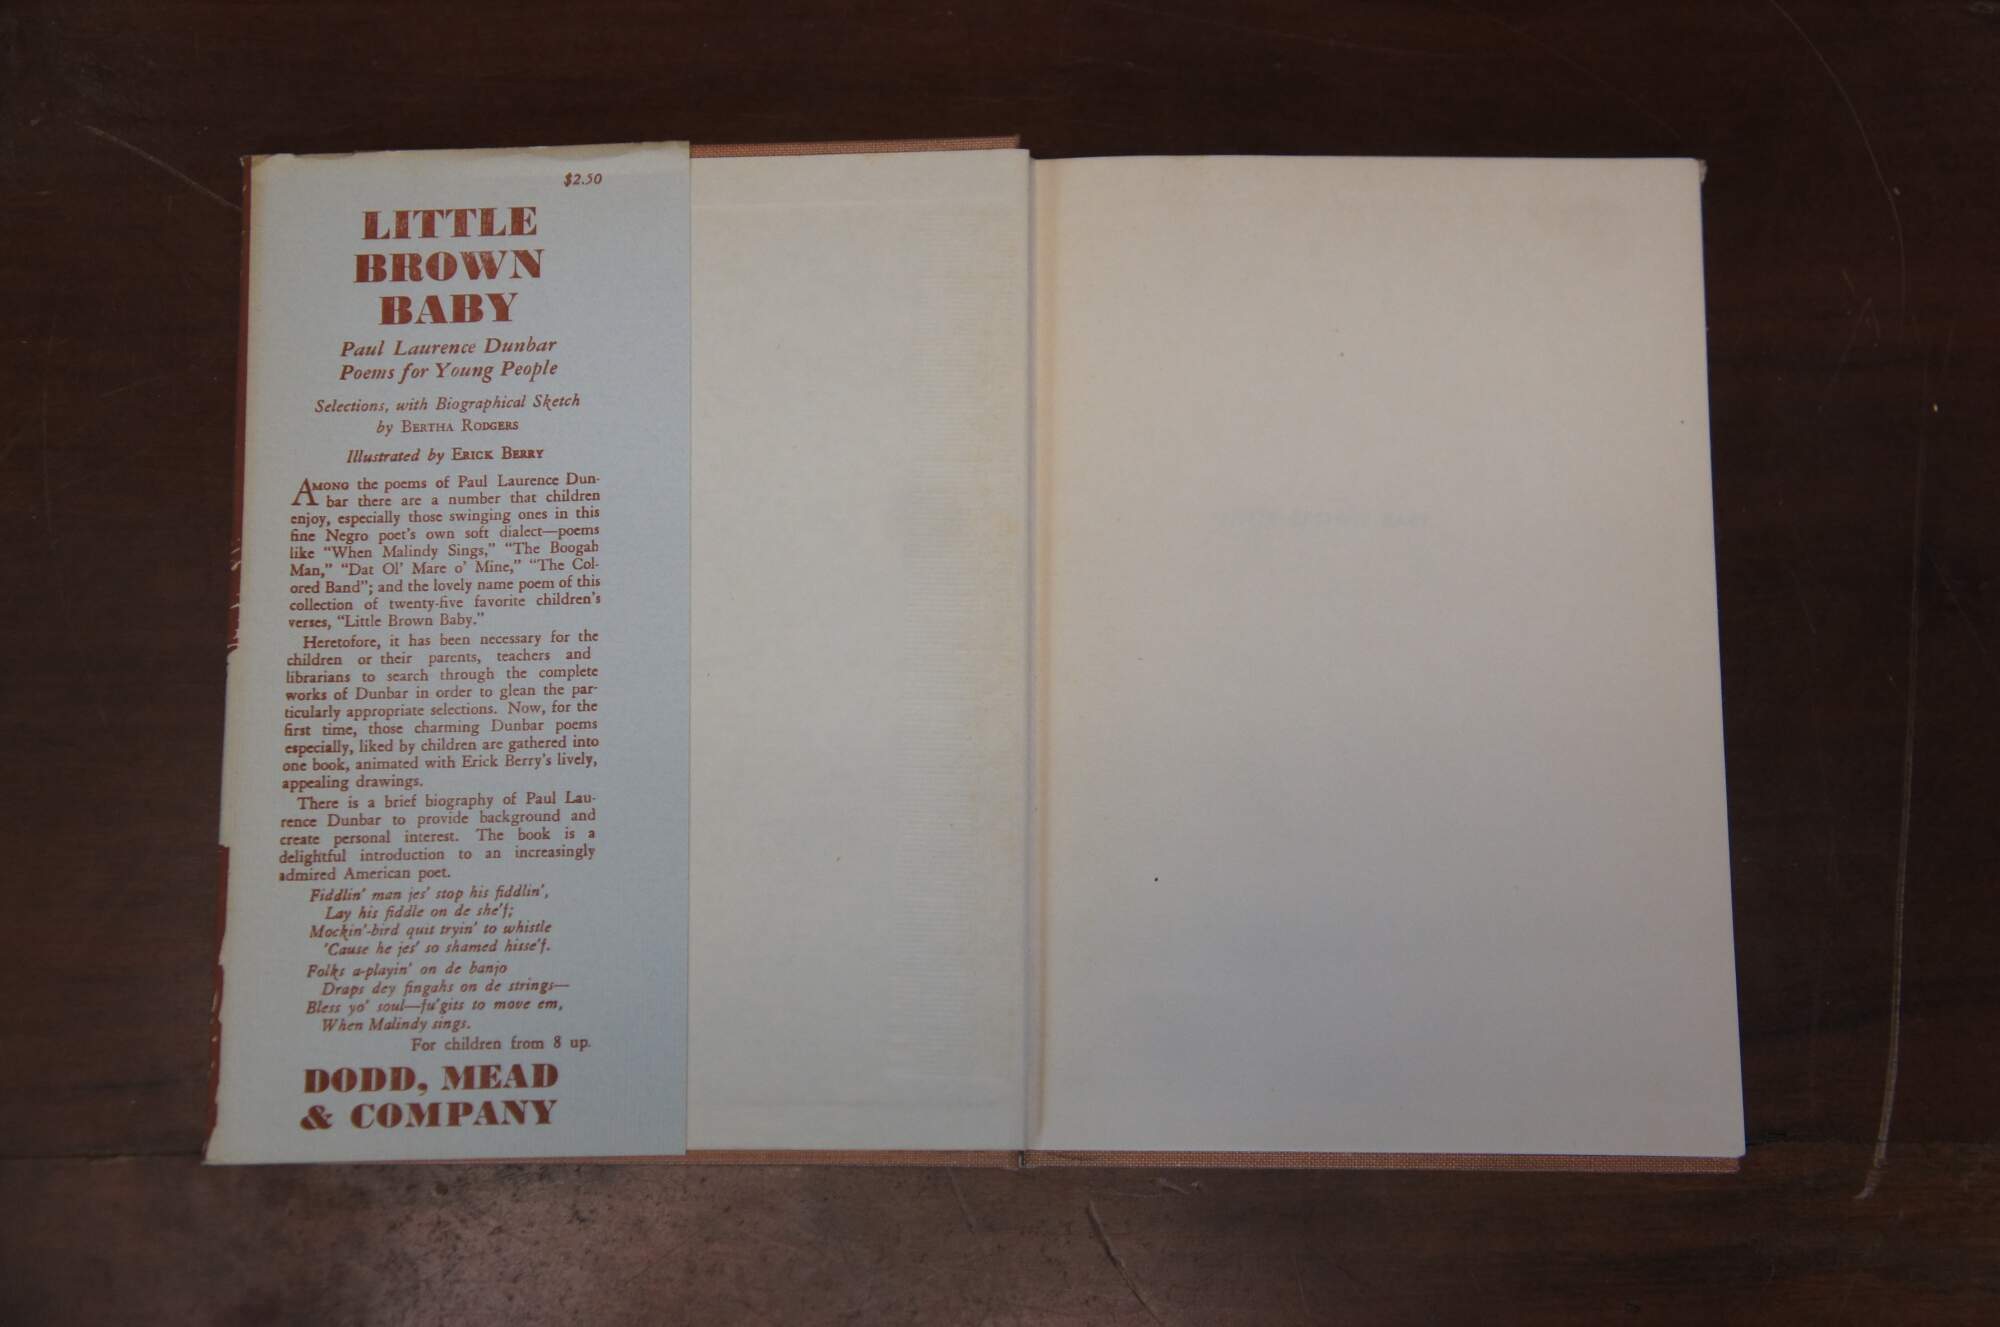 $2.50
LITTLE
BROWN
BABY
Paul Laurence Dunbar
Poems for Young People
Selections, with Biographical Sketch
by BERTHA RODGERS
Illustrated by ERICK BERRY
AMONG the poems of Paul Laurence Dun-
bar there are a number that children
enjoy, especially those swinging ones in this
fine Negro poet's own soft dialect—poems
like "When Malindy Sings," "The Boogah
Man," "Dat Ol' Mare o' Mine," "The Col-
ored Band"; and the lovely name poem of this
collection of twenty-five favorite children's
verses, "Little Brown Baby."
Heretofore, it has been necessary for the
children or their parents, teachers and
librarians to search through the complete
works of Dunbar in order to glean the par-
ticularly appropriate selections. Now, for the
first time, those charming Dunbar poems
especially, liked by children are gathered into
one book, animated with Erick Berry's lively,
appealing drawings.
There is a brief biography of Paul Lau-
rence Dunbar to provide background and
create personal interest. The book is a
delightful introduction to an increasingly
admired American poet.
Fiddlin' man jes' stop his fiddlin',
Lay his fiddle on de she'f;
Mockin'-bird quit tryin' to whistle
'Cause he jes' so shamed hisse'f.
Folks a-playin' on de banjo
Draps dey fingahs on de strings—
Bless yo' soul—fu'gits to move em,
When Malindy sings.
For children from 8 up.
DODD, MEAD
& COMPANY